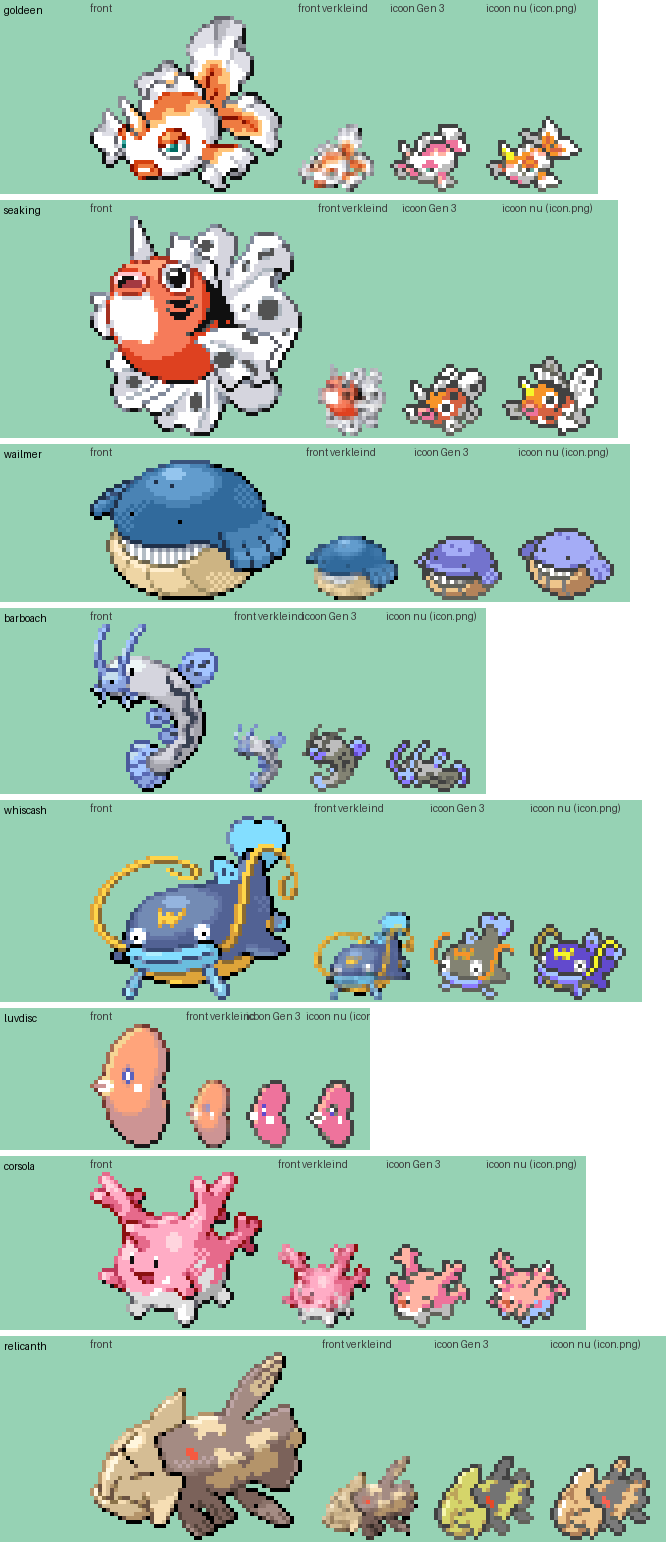 goldeen front front verkleind icoon Gen 3 icoon nu (icon.png)
seaking front front verkleind icoon Gen 3 icoon nu (icon.png)
wailmer front front verkleind icoon Gen 3 icoon nu (icon.png)
barboach front front verkleind icoon Gen 3 icoon nu (icon.png)
whiscash front front verkleind icoon Gen 3 icoon nu (icon.png)
luvdisc front front verkleind icoon Gen 3 icoon nu (icon
corsola front front verkleind icoon Gen 3 icoon nu (icon.png)
relicanth front front verkleind icoon Gen 3 icoon nu (icon.png)